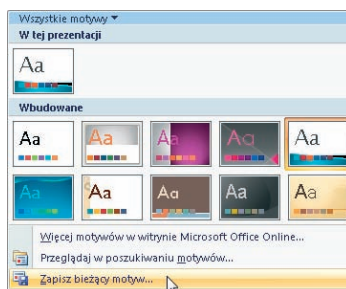 Wszystkie motywy
W tej prezentacji
Aa
Wbudowane
Aa Aa Aa Aa Aa
Aa Aa Aa Aa Aa
Więcej motywów w witrynie Microsoft Office Online...
Przeglądaj w poszukiwaniu motywów...
Zapisz bieżący motyw...